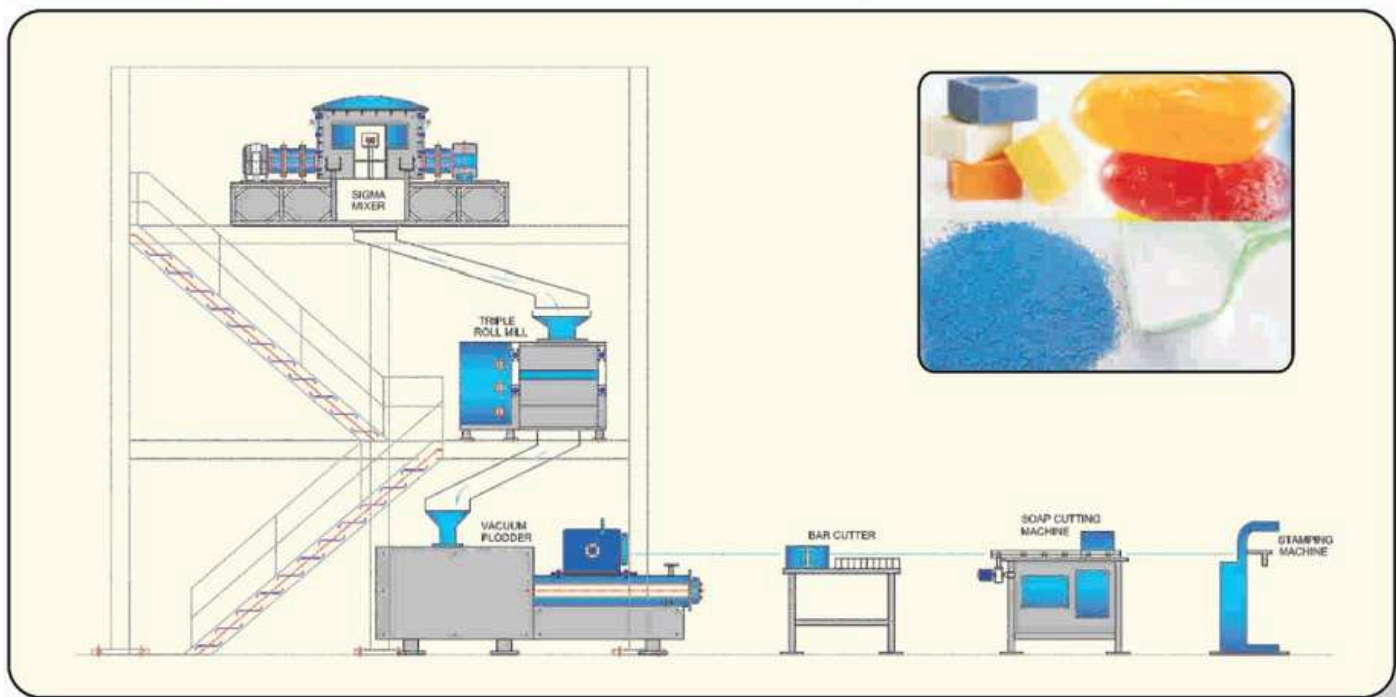 SIGMA
MIXER
TRIPLE
ROLL MILL
VACUUM
PLODDER
BAR CUTTER
SOAP CUTTING
MACHINE
STAMPING
MACHINE